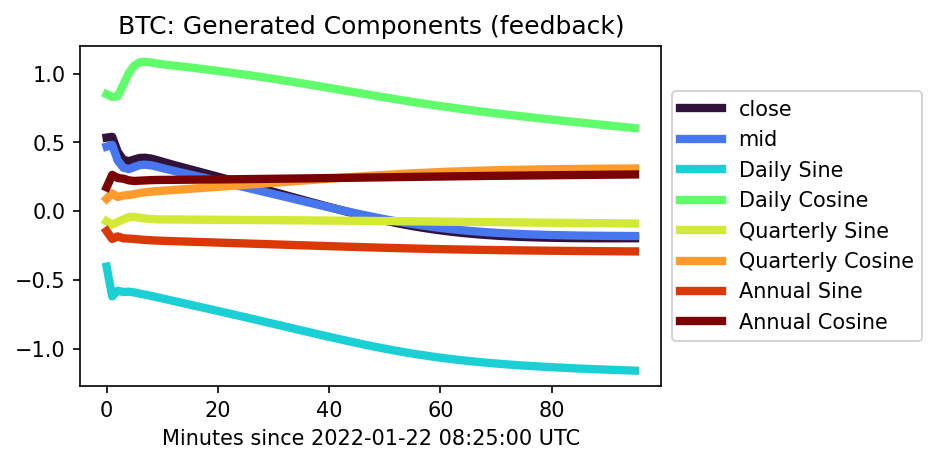 BTC: Generated Components (feedback)
1.0
0.5
0.0
−0.5
−1.0
0 20 40 60 80
Minutes since 2022-01-22 08:25:00 UTC
close
mid
Daily Sine
Daily Cosine
Quarterly Sine
Quarterly Cosine
Annual Sine
Annual Cosine